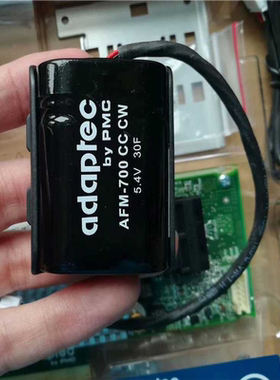 adaptec
by PMC
AFM-700 CC CW
5.4V 30F